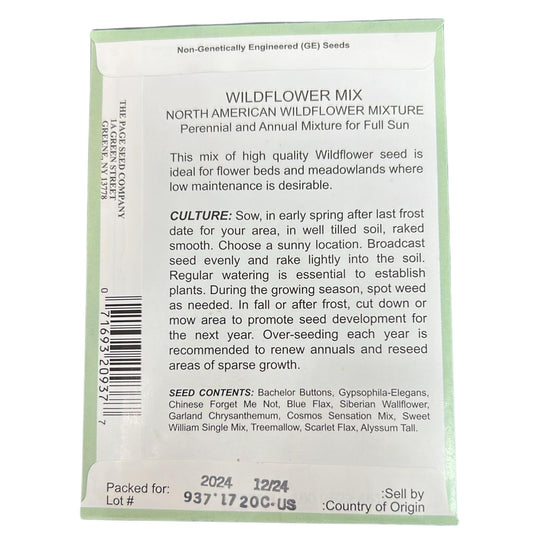 Non-Genetically Engineered (GE) Seeds
WILDFLOWER MIX
NORTH AMERICAN WILDFLOWER MIXTURE
Perennial and Annual Mixture for Full Sun
This mix of high quality Wildflower seed is
ideal for flower beds and meadowlands where
low maintenance is desirable.
CULTURE: Sow, in early spring after last frost
date for your area, in well tilled soil, raked
smooth. Choose a sunny location. Broadcast
seed evenly and rake lightly into the soil.
Regular watering is essential to establish
plants. During the growing season, spot weed
as needed. In fall or after frost, cut down or
mow area to promote seed development for
the next year. Over-seeding each year is
recommended to renew annuals and reseed
areas of sparse growth.
SEED CONTENTS: Bachelor Buttons, Gypsophila-Elegans,
Chinese Forget Me Not, Blue Flax, Siberian Wallflower,
Garland Chrysanthemum, Cosmos Sensation Mix, Sweet
William Single Mix, Treemallow, Scarlet Flax, Alyssum Tall.
THE PAGE SEED COMPANY
1A GREEN STREET
GREENE, NY 13778
0 71693 20937 7
Packed for: 2024 12/24 :Sell by
Lot # 937'17 20C-US :Country of Origin